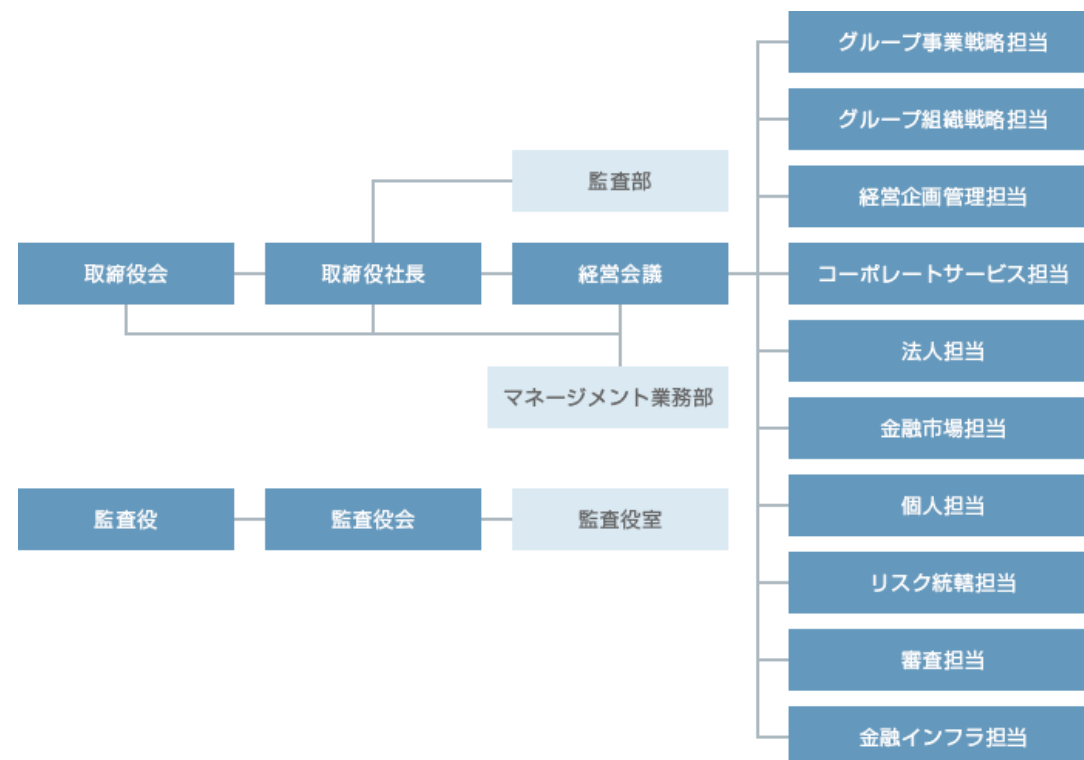 グループ事業戦略担当
グループ組織戦略担当
監査部
経営企画管理担当
取締役会
取締役社長
経営会議
コーポレートサービス担当
法人担当
マネージメント業務部
金融市場担当
個人担当
監査役
監査役会
監査役室
リスク統轄担当
審査担当
金融インフラ担当